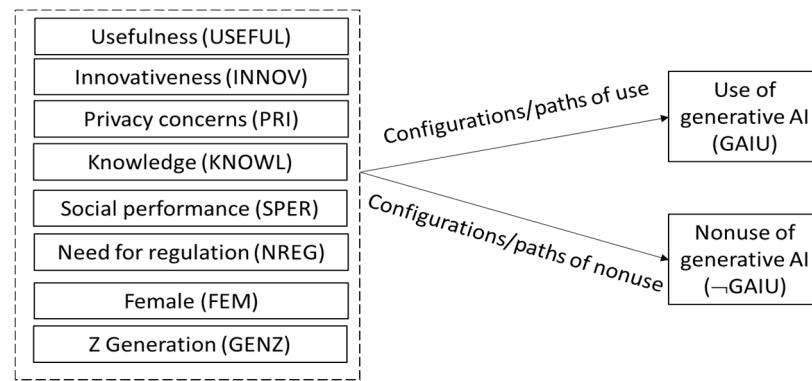 Usefulness (USEFUL)
Innovativeness (INNOV)
Privacy concerns (PRI)
Knowledge (KNOWL)
Social performance (SPER)
Need for regulation (NREG)
Female (FEM)
Z Generation (GENZ)
Configurations/paths of use
Configurations/paths of nonuse
Use of
generative AI
(GAIU)
Nonuse of
generative AI
(¬GAIU)